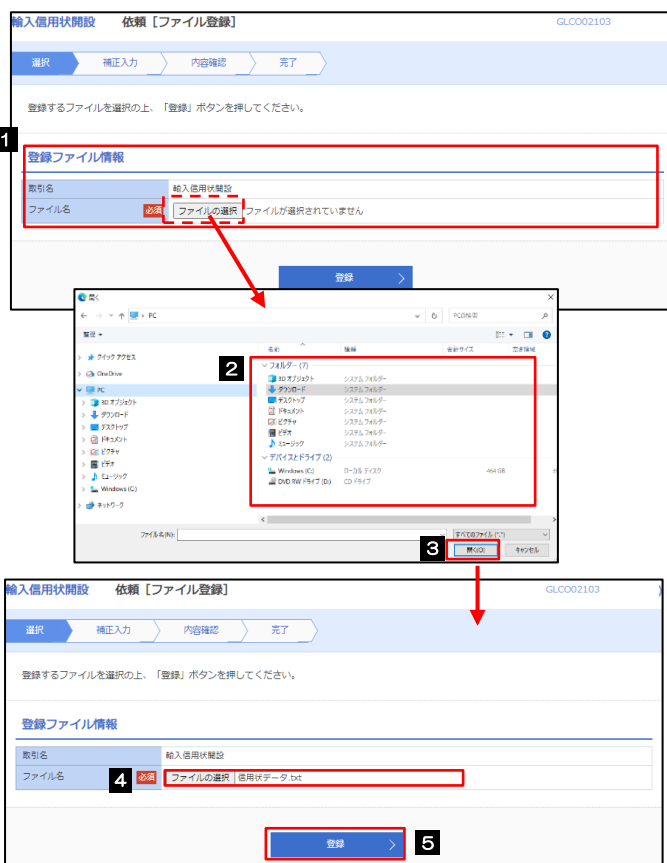 輸入信用状開設 依頼［ファイル登録］ GLCO02103
選択 補正入力 内容確認 完了
登録するファイルを選択の上、「登録」ボタンを押してください。
1
登録ファイル情報
取引名 輸入信用状開設
ファイル名 必須 ファイルの選択 ファイルが選択されていません
登録
開く
PC PCの検索
整理
名前 種類 合計サイズ 空き領域
2
クイック アクセス
OneDrive
PC
3D オブジェクト
ダウンロード
デスクトップ
ドキュメント
ピクチャ
ビデオ
ミュージック
Windows (C:)
ネットワーク
フォルダー (7)
3D オブジェクト システム フォルダー
ダウンロード システム フォルダー
デスクトップ システム フォルダー
ドキュメント システム フォルダー
ピクチャ システム フォルダー
ビデオ システム フォルダー
ミュージック システム フォルダー
デバイスとドライブ (2)
Windows (C:) ローカル ディスク 464 GB
DVD RW ドライブ (D:) CD ドライブ
ファイル名(N): すべてのファイル (*.*)
3
開く(O) キャンセル
輸入信用状開設 依頼［ファイル登録］ GLCO02103
選択 補正入力 内容確認 完了
登録するファイルを選択の上、「登録」ボタンを押してください。
登録ファイル情報
取引名 輸入信用状開設
ファイル名 4 必須 ファイルの選択 信用状データ.txt
登録 5